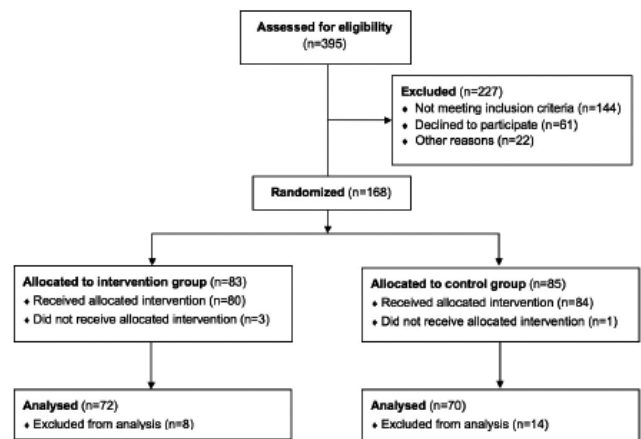 Assessed for eligibility
(n=395)
Excluded (n=227)
♦ Not meeting inclusion criteria (n=144)
♦ Declined to participate (n=61)
♦ Other reasons (n=22)
Randomized (n=168)
Allocated to intervention group (n=83)
♦ Received allocated intervention (n=80)
♦ Did not receive allocated intervention (n=3)
Allocated to control group (n=85)
♦ Received allocated intervention (n=84)
♦ Did not receive allocated intervention (n=1)
Analysed (n=72)
♦ Excluded from analysis (n=8)
Analysed (n=70)
♦ Excluded from analysis (n=14)